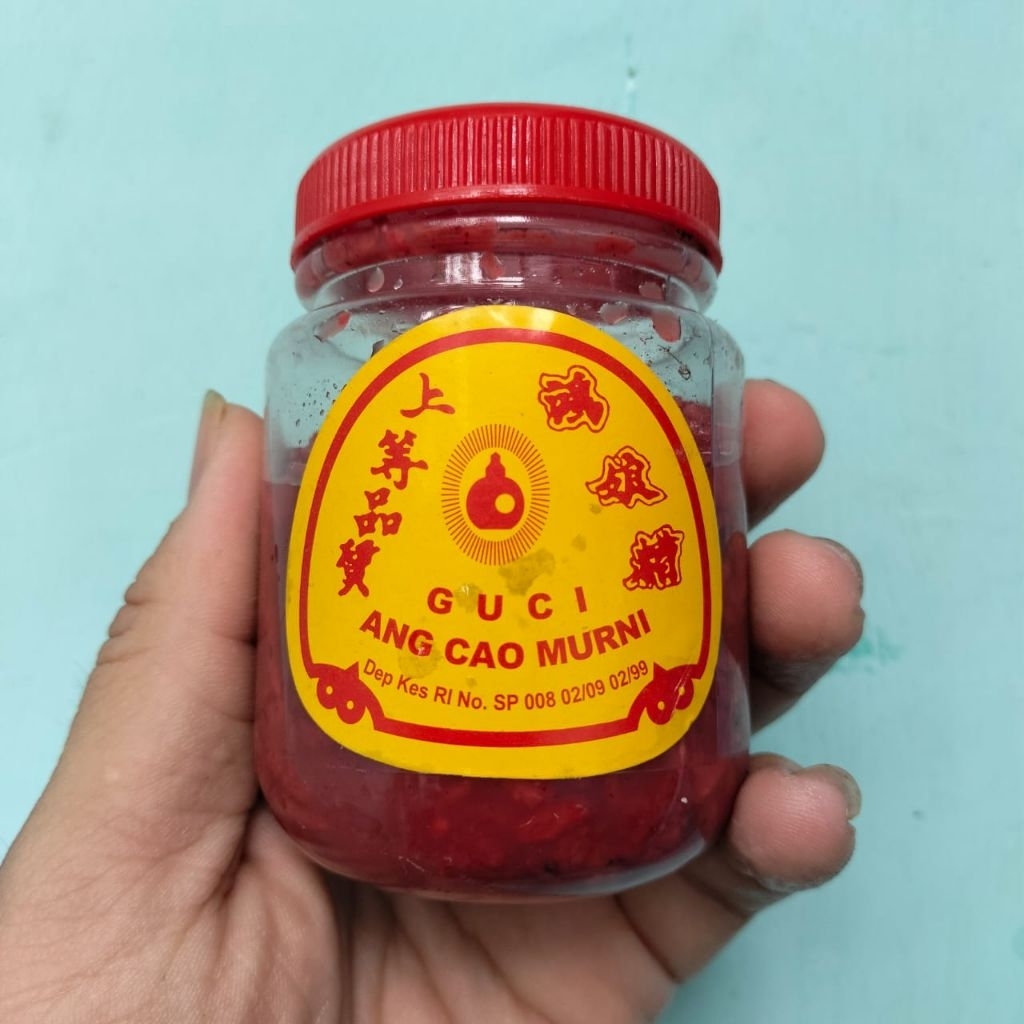 上等品質
GUCI
ANG CAO MURNI
Dep Kes RI No. SP 008 02/09 02/99